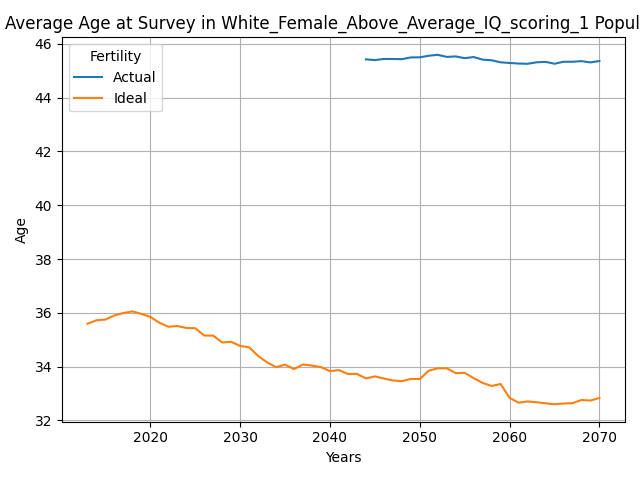 Average Age at Survey in White_Female_Above_Average_IQ_scoring_1 Popul
Fertility
Actual
Ideal
46
44
42
40
38
36
34
32
Age
2020 2030 2040 2050 2060 2070
Years